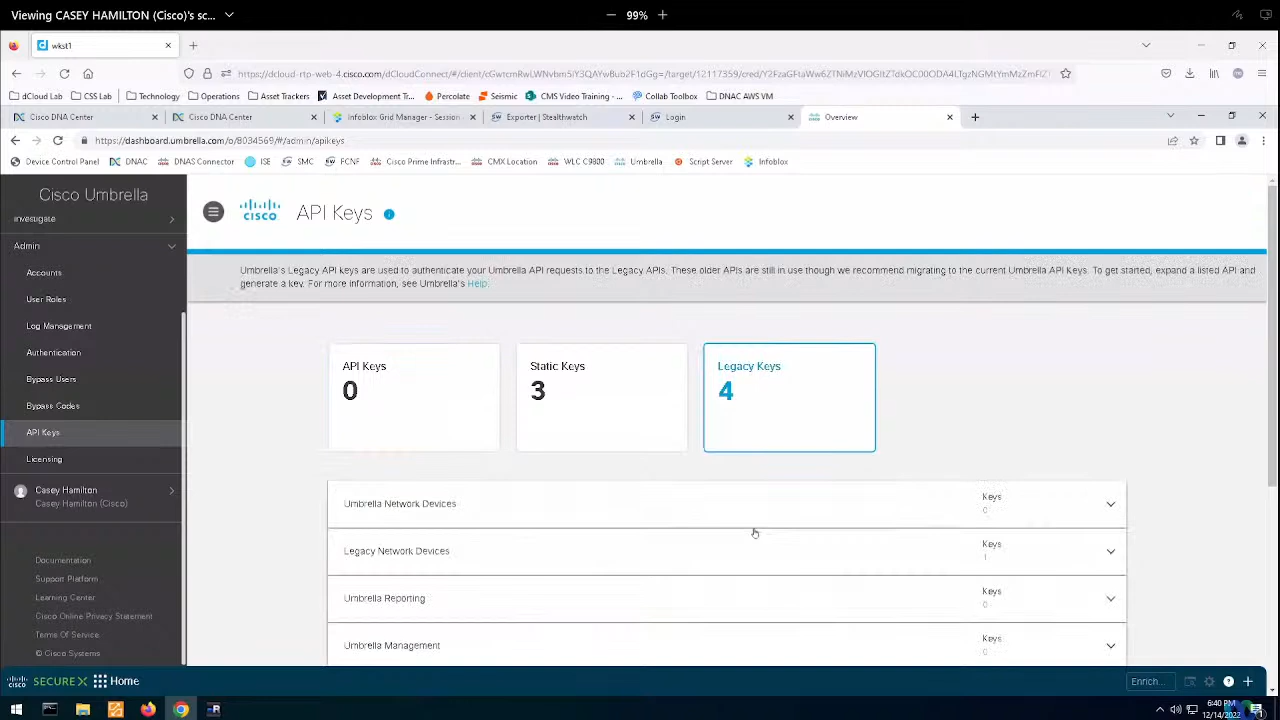 Viewing CASEY HAMILTON (Cisco)'s sc...
99%
wkst1
dCloud Lab
CSS Lab
Technology
Operations
Asset Trackers
Asset Development Tr...
Percolate
Seismic
CMS Video Training - ...
Collab Toolbox
DNAC AWS VM
Cisco DNA Center
Cisco DNA Center
Infoblox Grid Manager - Session
Exporter | Stealthwatch
Login
Overview
https://dashboard.umbrella.com/o/8034569/#/admin/apikeys
Device Control Panel
DNAC
DNAS Connector
ISE
SMC
FCNF
Cisco Prime Infrastr...
CMX Location
WLC C9800
Umbrella
Script Server
Infoblox
Cisco Umbrella
Investigate
Admin
Accounts
User Roles
Log Management
Authentication
Bypass Users
Bypass Codes
API Keys
Licensing
Casey Hamilton
Casey Hamilton (Cisco)
Documentation
Support Platform
Learning Center
Cisco Online Privacy Statement
Terms Of Service
© Cisco Systems
CISCO
API Keys
Umbrella's Legacy API keys are used to authenticate your Umbrella API requests to the Legacy APIs. These older APIs are still in use though we recommend migrating to the current Umbrella API Keys. To get started, expand a listed API and
generate a key. For more information, see Umbrella's Help.
API Keys
0
Static Keys
3
Legacy Keys
4
Umbrella Network Devices
Keys
0
Legacy Network Devices
Keys
1
Umbrella Reporting
Keys
0
Umbrella Management
Keys
0
CISCO
SECUREX
Home
Enrich...
6:40 PM